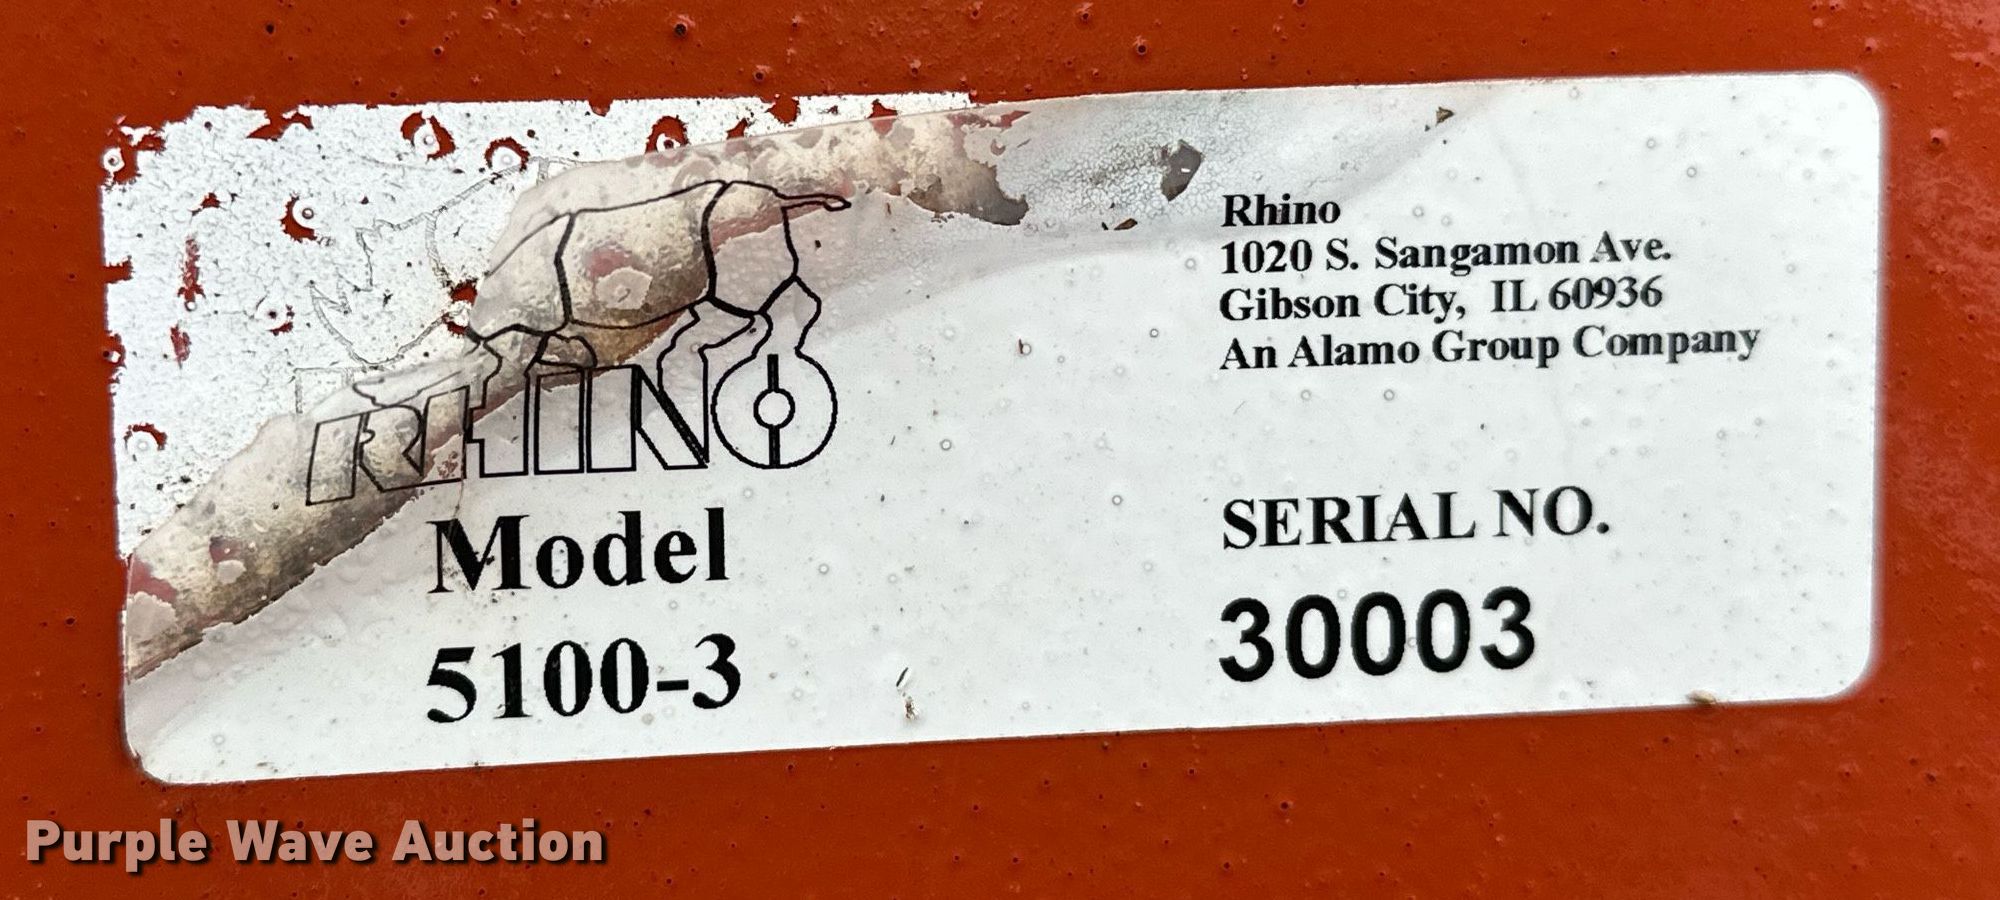 RHINO
Model
5100-3
Rhino
1020 S. Sangamon Ave.
Gibson City, IL 60936
An Alamo Group Company
SERIAL NO.
30003
Purple Wave Auction